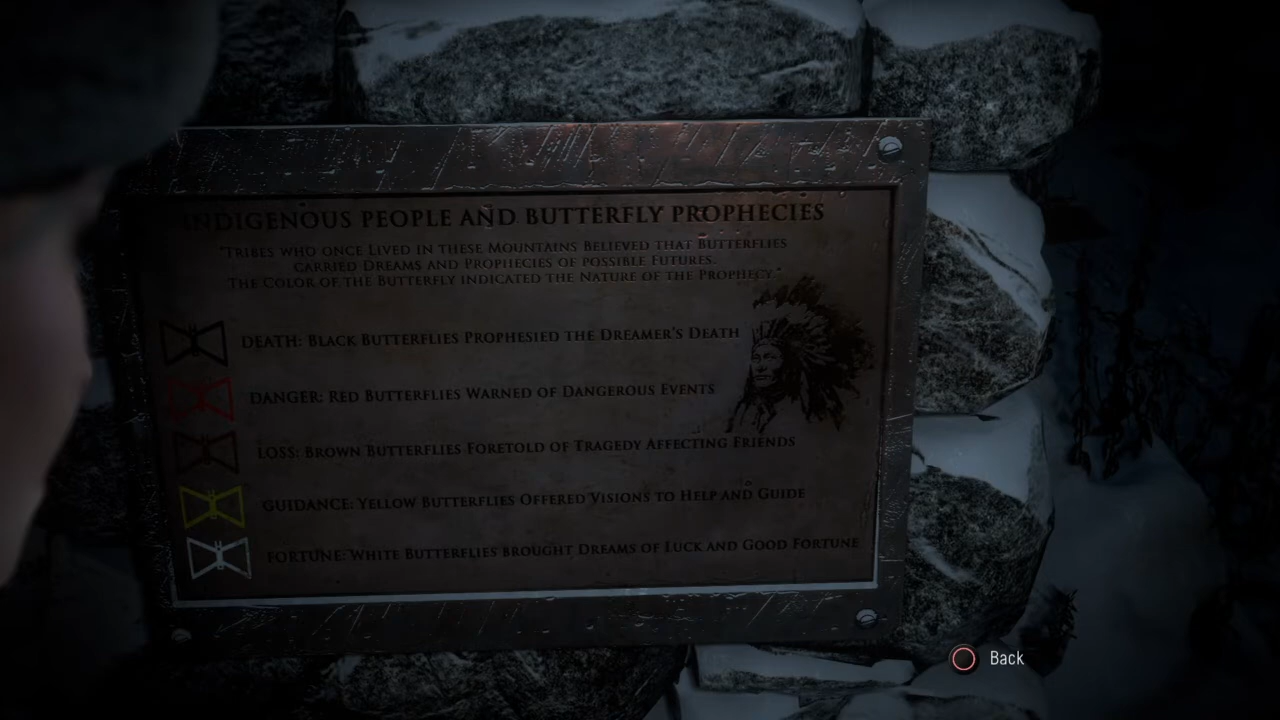 INDIGENOUS PEOPLE AND BUTTERFLY PROPHECIES
"TRIBES WHO ONCE LIVED IN THESE MOUNTAINS BELIEVED THAT BUTTERFLIES
CARRIED DREAMS AND PROPHECIES OF POSSIBLE FUTURES.
THE COLOR OF THE BUTTERFLY INDICATED THE NATURE OF THE PROPHECY."
DEATH: BLACK BUTTERFLIES PROPHESIED THE DREAMER'S DEATH
DANGER: RED BUTTERFLIES WARNED OF DANGEROUS EVENTS
LOSS: BROWN BUTTERFLIES FORETOLD OF TRAGEDY AFFECTING FRIENDS
GUIDANCE: YELLOW BUTTERFLIES OFFERED VISIONS TO HELP AND GUIDE
FORTUNE: WHITE BUTTERFLIES BROUGHT DREAMS OF LUCK AND GOOD FORTUNE
Back